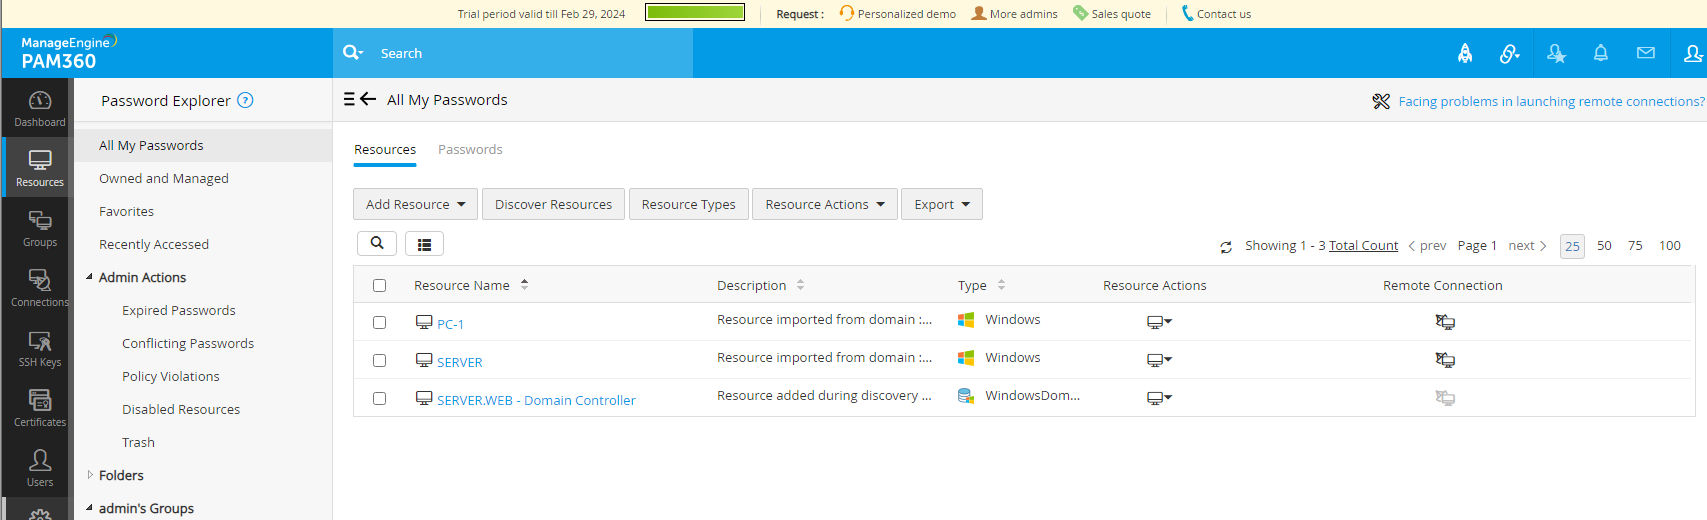 Trial period valid till Feb 29, 2024 Request : Personalized demo More admins Sales quote Contact us
ManageEngine
PAM360
Search
Dashboard
Resources
Groups
Connections
SSH Keys
Certificates
Users
Password Explorer ?
All My Passwords
Owned and Managed
Favorites
Recently Accessed
Admin Actions
Expired Passwords
Conflicting Passwords
Policy Violations
Disabled Resources
Trash
Folders
admin's Groups
All My Passwords
Facing problems in launching remote connections?
Resources Passwords
Add Resource Discover Resources Resource Types Resource Actions Export
Showing 1 - 3 Total Count prev Page 1 next 25 50 75 100
Resource Name Description Type Resource Actions Remote Connection
PC-1 Resource imported from domain :... Windows
SERVER Resource imported from domain :... Windows
SERVER.WEB - Domain Controller Resource added during discovery ... WindowsDom...